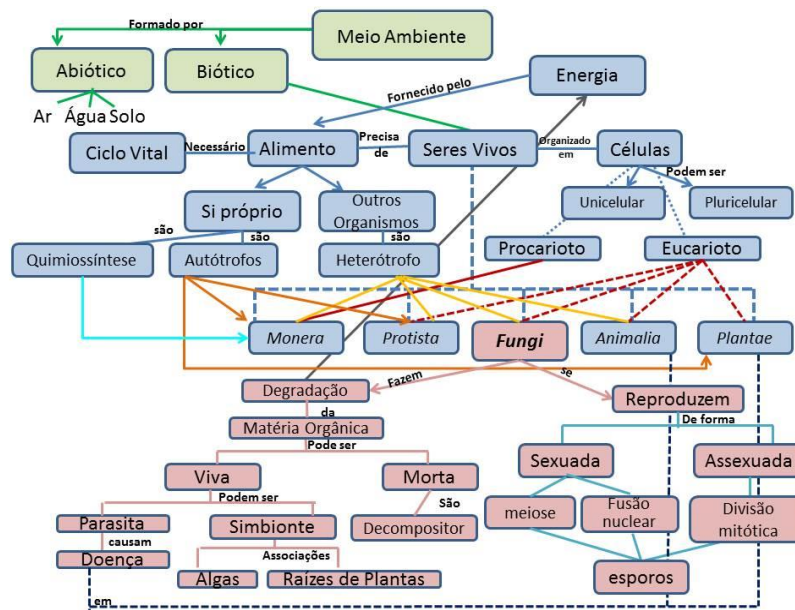 Formado por
Meio Ambiente
Abiótico
Biótico
Energia
Fornecido pelo
Ar Água Solo
Ciclo Vital
Necessário
Alimento
Precisa
de
Seres Vivos
Organizado
em
Células
Podem ser
Si próprio
Outros
Organismos
Unicelular
Pluricelular
são
são
são
Quimiossíntese
Autótrofos
Heterótrofo
Procarioto
Eucarioto
Monera
Protista
Fungi
Animalia
Plantae
Degradação
Fazem
se
Reproduzem
da
Matéria Orgânica
De forma
Pode ser
Viva
Morta
Sexuada
Assexuada
Podem ser
São
Parasita
Simbionte
Decompositor
meiose
Fusão
nuclear
Divisão
mitótica
causam
Doença
Associações
Algas
Raízes de Plantas
esporos
em